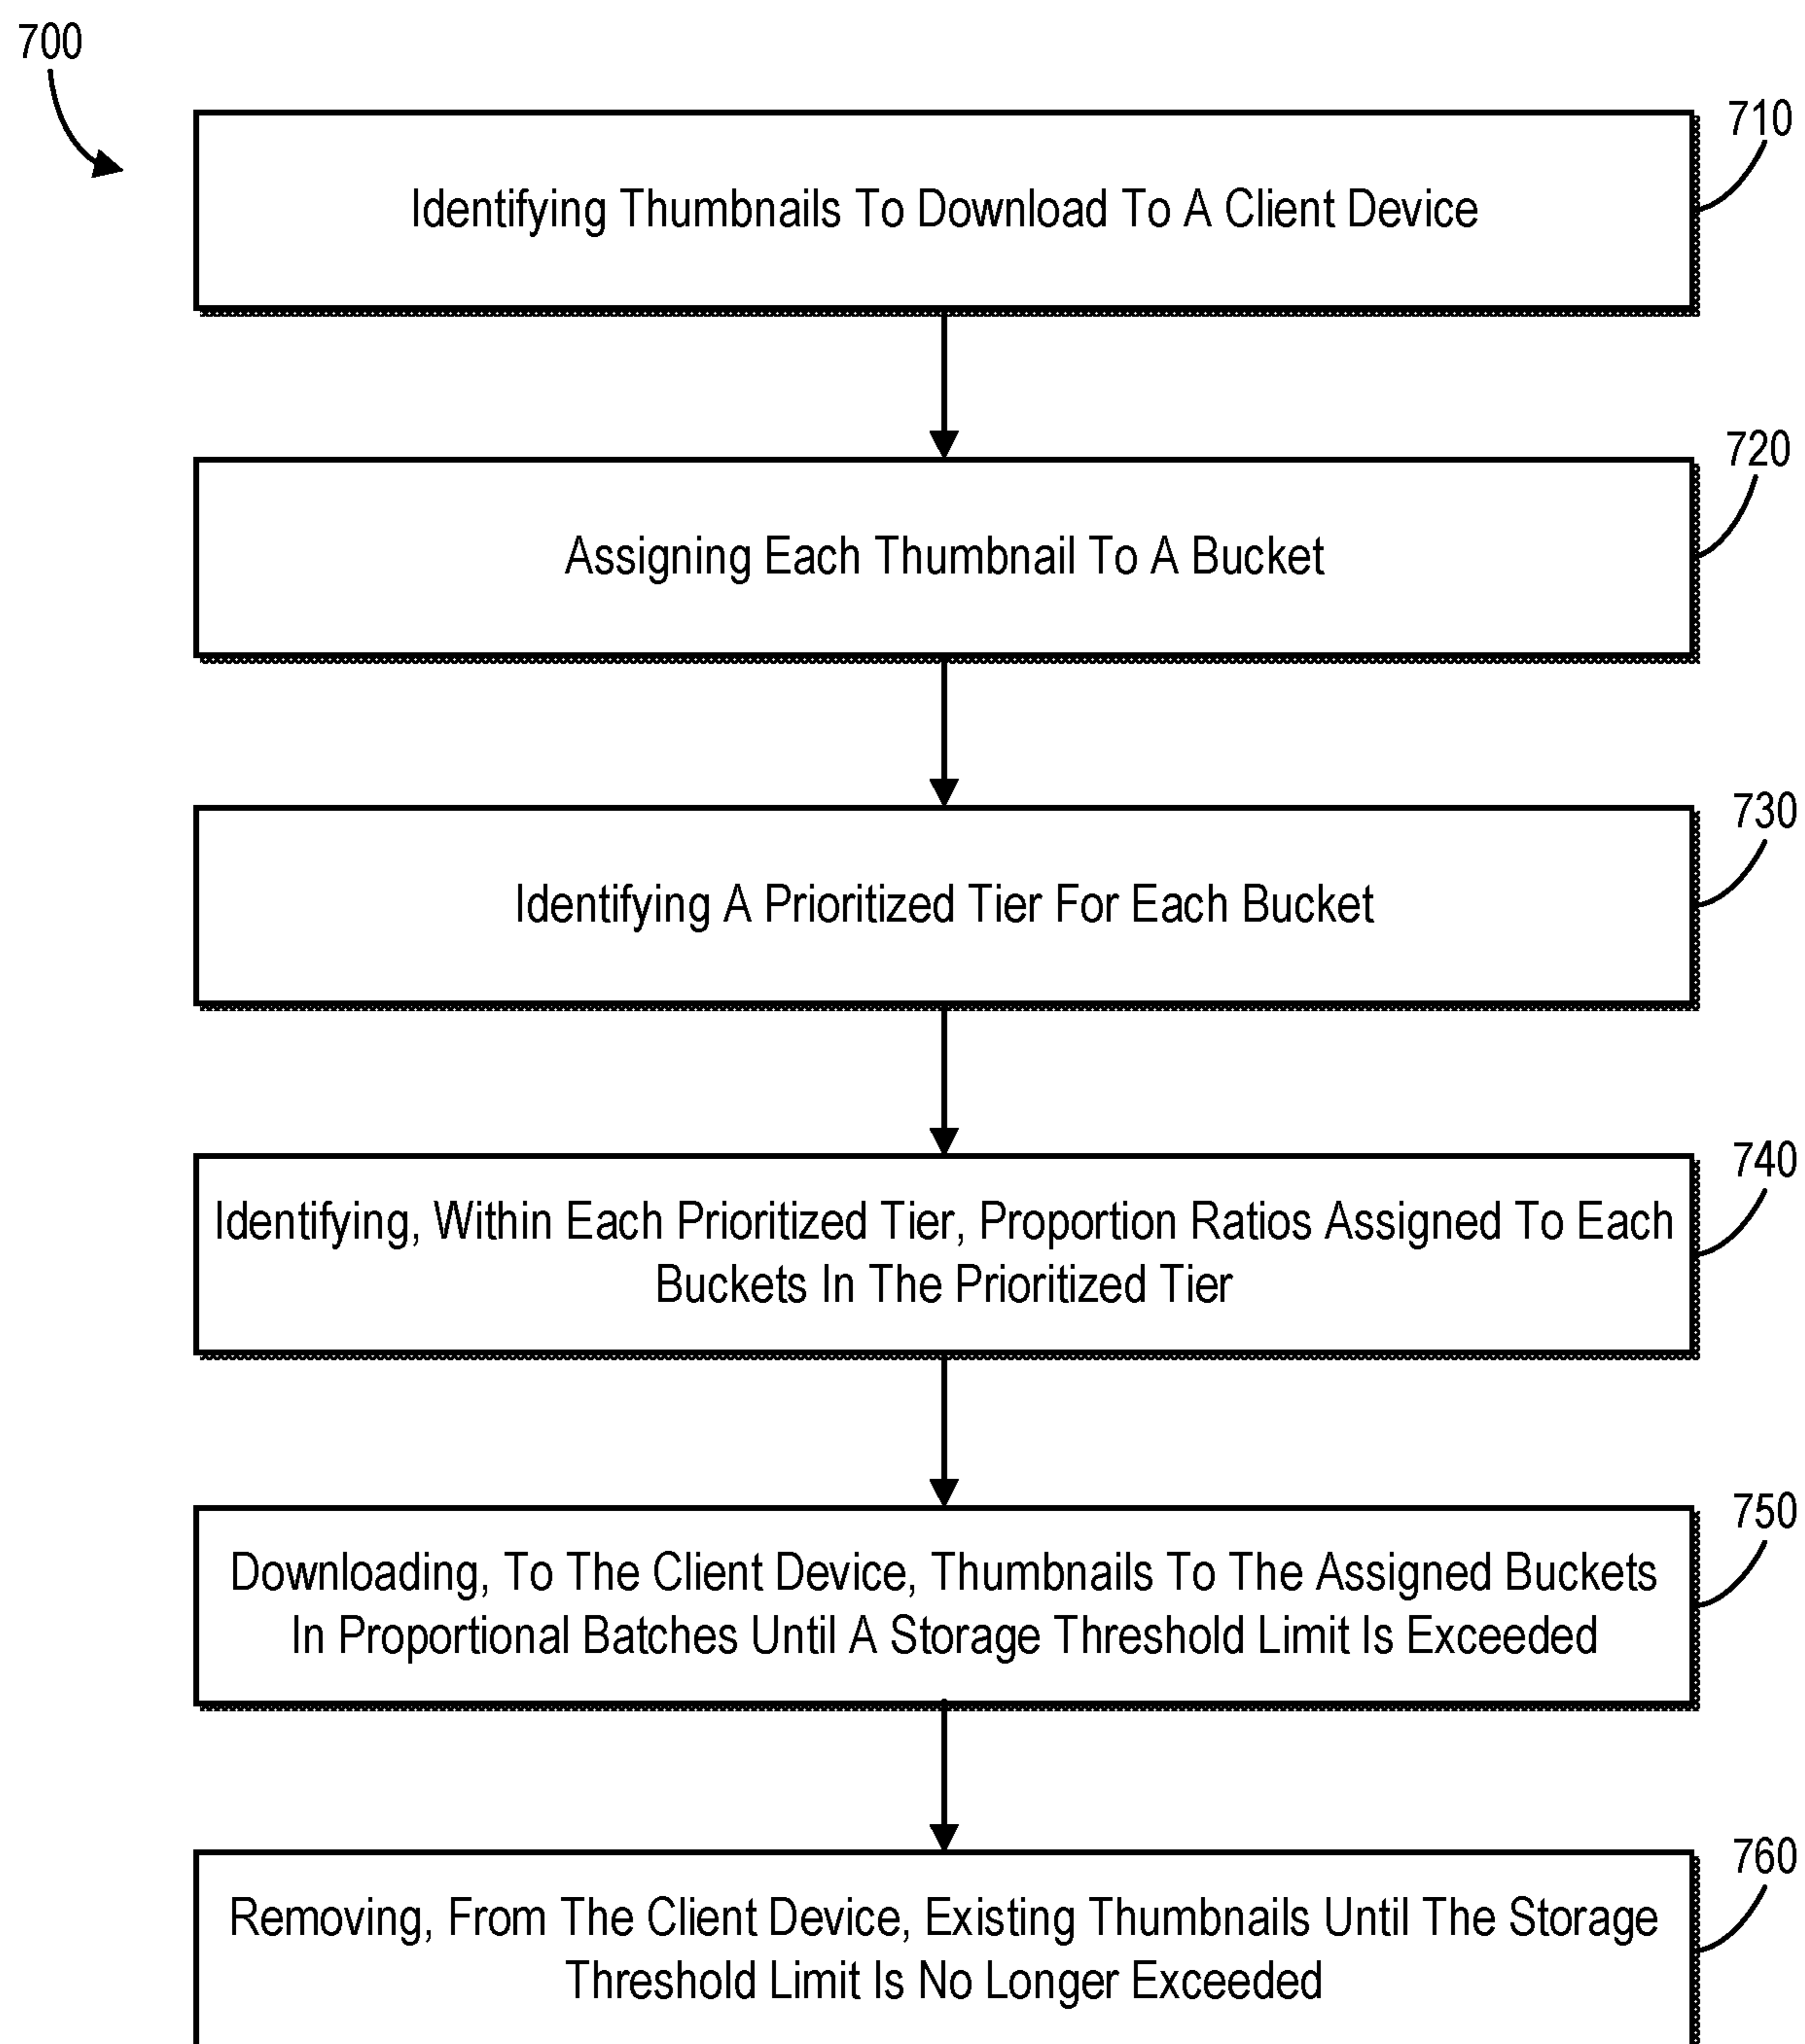 700
710
Identifying Thumbnails To Download To A Client Device
720
Assigning Each Thumbnail To A Bucket
730
Identifying A Prioritized Tier For Each Bucket
740
Identifying, Within Each Prioritized Tier, Proportion Ratios Assigned To Each
Buckets In The Prioritized Tier
750
Downloading, To The Client Device, Thumbnails To The Assigned Buckets
In Proportional Batches Until A Storage Threshold Limit Is Exceeded
760
Removing, From The Client Device, Existing Thumbnails Until The Storage
Threshold Limit Is No Longer Exceeded